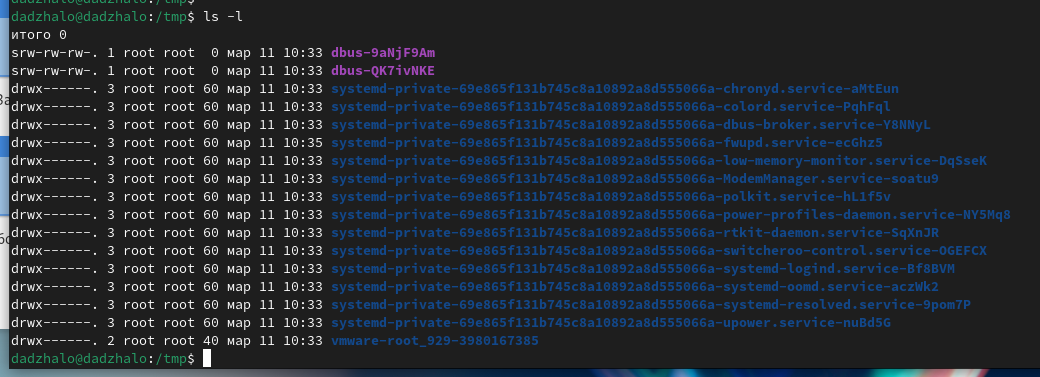 dadzhalo@dadzhalo:/tmp$ ls -l
итого 0
srw-rw-rw-. 1 root root  0 мар 11 10:33 dbus-9aNjF9Am
srw-rw-rw-. 1 root root  0 мар 11 10:33 dbus-QK7ivNKE
drwx------. 3 root root 60 мар 11 10:33 systemd-private-69e865f131b745c8a10892a8d555066a-chronyd.service-aMtEun
drwx------. 3 root root 60 мар 11 10:33 systemd-private-69e865f131b745c8a10892a8d555066a-colord.service-PqhFql
drwx------. 3 root root 60 мар 11 10:33 systemd-private-69e865f131b745c8a10892a8d555066a-dbus-broker.service-Y8NNyL
drwx------. 3 root root 60 мар 11 10:35 systemd-private-69e865f131b745c8a10892a8d555066a-fwupd.service-ecGhz5
drwx------. 3 root root 60 мар 11 10:33 systemd-private-69e865f131b745c8a10892a8d555066a-low-memory-monitor.service-DqSseK
drwx------. 3 root root 60 мар 11 10:33 systemd-private-69e865f131b745c8a10892a8d555066a-ModemManager.service-soatu9
drwx------. 3 root root 60 мар 11 10:33 systemd-private-69e865f131b745c8a10892a8d555066a-polkit.service-hL1f5v
drwx------. 3 root root 60 мар 11 10:33 systemd-private-69e865f131b745c8a10892a8d555066a-power-profiles-daemon.service-NY5Mq8
drwx------. 3 root root 60 мар 11 10:33 systemd-private-69e865f131b745c8a10892a8d555066a-rtkit-daemon.service-SqXnJR
drwx------. 3 root root 60 мар 11 10:33 systemd-private-69e865f131b745c8a10892a8d555066a-switcheroo-control.service-OGEFCX
drwx------. 3 root root 60 мар 11 10:33 systemd-private-69e865f131b745c8a10892a8d555066a-systemd-logind.service-Bf8BVM
drwx------. 3 root root 60 мар 11 10:33 systemd-private-69e865f131b745c8a10892a8d555066a-systemd-oomd.service-aczWk2
drwx------. 3 root root 60 мар 11 10:33 systemd-private-69e865f131b745c8a10892a8d555066a-systemd-resolved.service-9pom7P
drwx------. 3 root root 60 мар 11 10:33 systemd-private-69e865f131b745c8a10892a8d555066a-upower.service-nuBd5G
drwx------. 2 root root 40 мар 11 10:33 vmware-root_929-3980167385
dadzhalo@dadzhalo:/tmp$